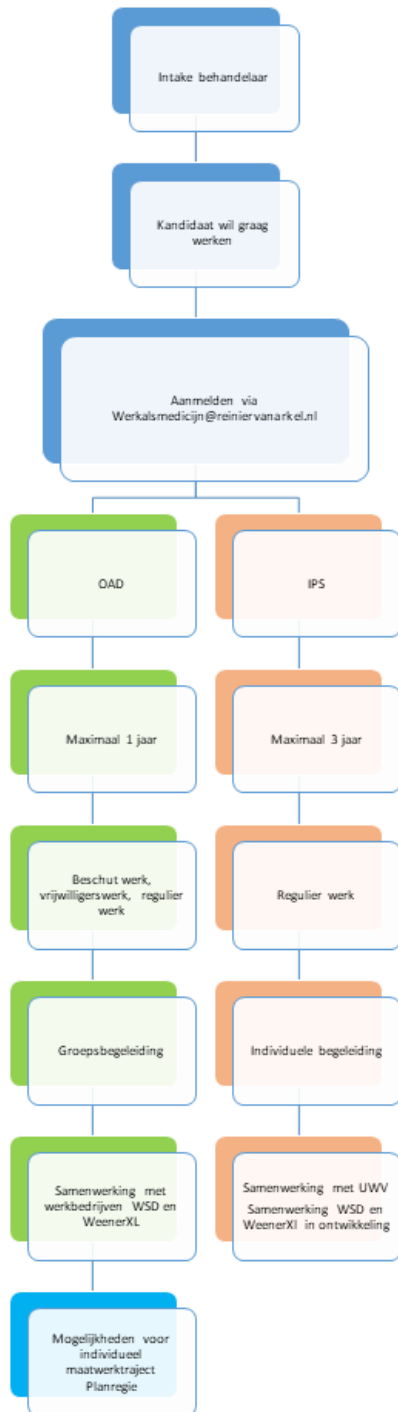 Intake behandelaar
Kandidaat wil graag
werken
Aanmelden via
Werkalsmedicijn@reiniervanarkel.nl
OAD
Maximaal 1 jaar
Beschut werk,
vrijwilligerswerk, regulier
werk
Groepsbegeleiding
Samenwerking met
werkbedrijven WSD en
WeenerXL
Mogelijkheden voor
individueel
maatwerktraject
Planregie
IPS
Maximaal 3 jaar
Regulier werk
Individuele begeleiding
Samenwerking met UWV
Samenwerking WSD en
WeenerXl in ontwikkeling